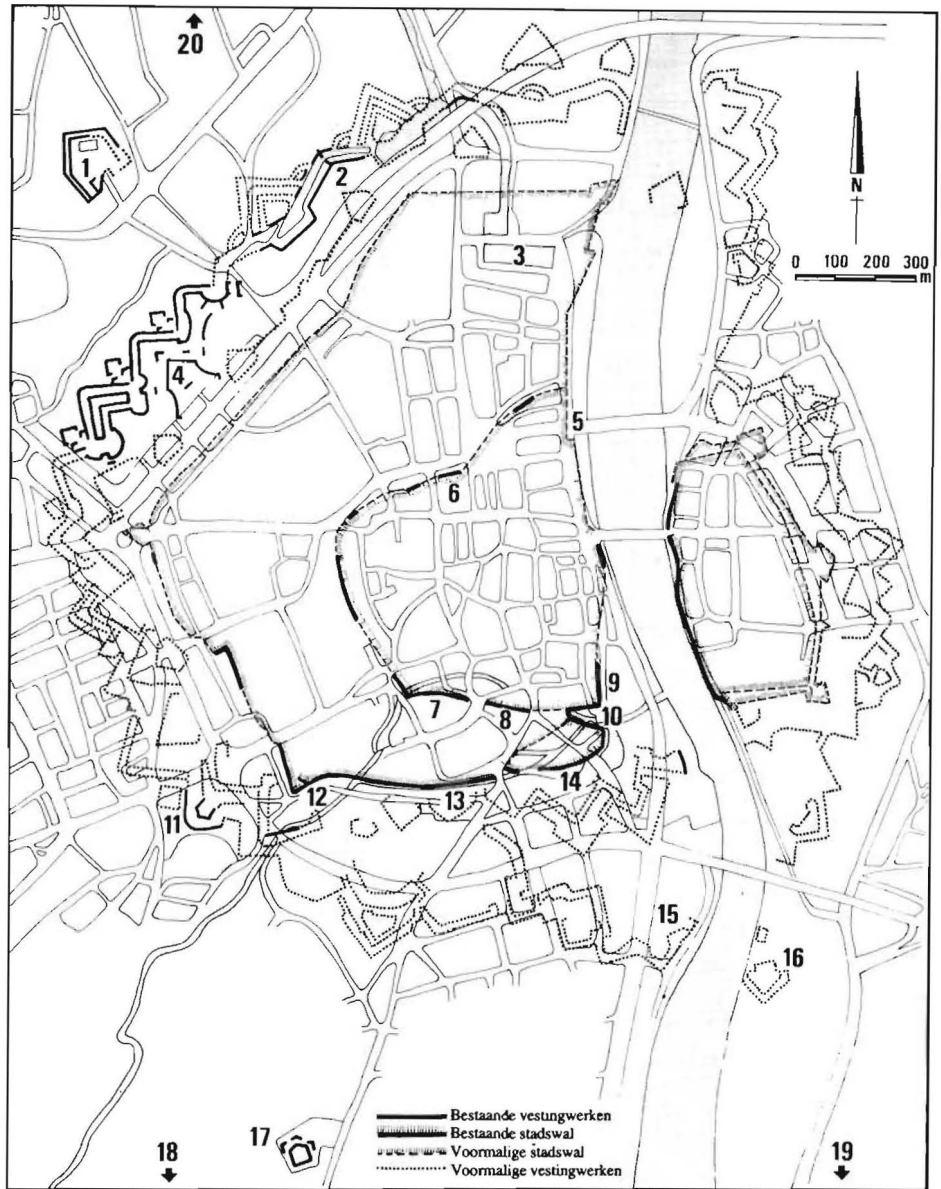 20
1
2
N
3
0 100 200 300
m
4
5
6
7
8
9
10
11
12
13
14
15
16
17
18
19
Bestaande vestingwerken
Bestaande stadswal
Voormalige stadswal
Voormalige vestingwerken